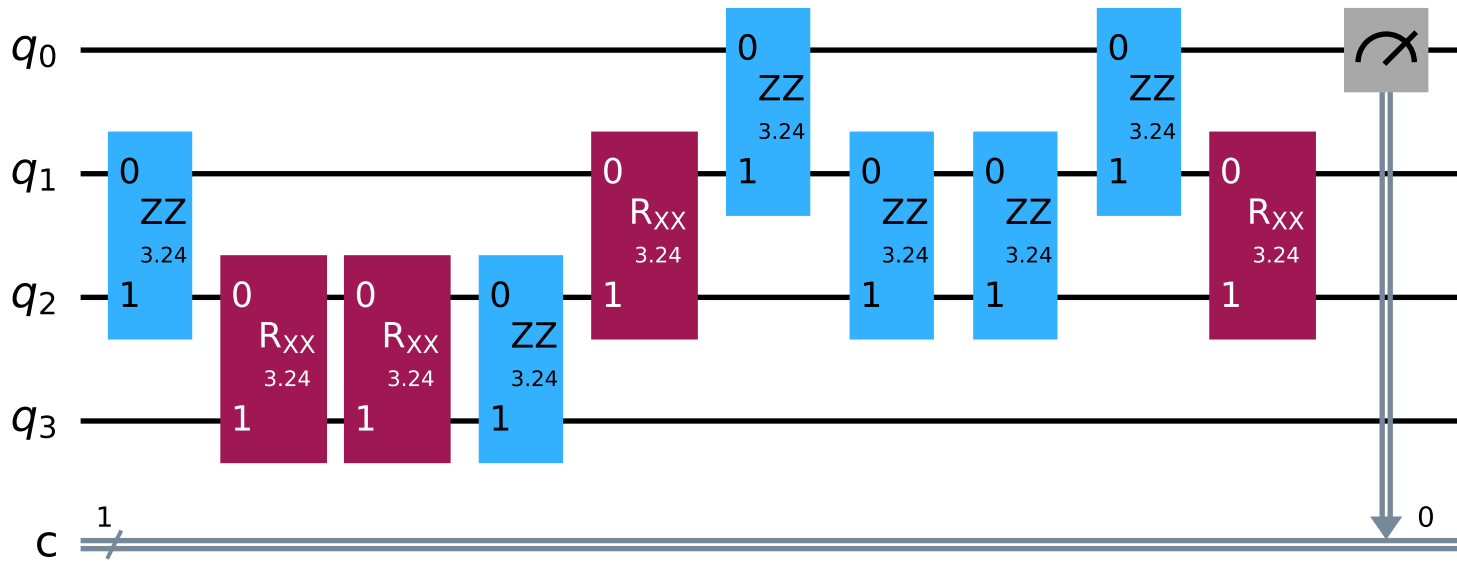 q0 0 0
ZZ ZZ
3.24 3.24
q1 0 0 1 0 0 1 0
ZZ RXX ZZ ZZ RXX
3.24 3.24 3.24 3.24 3.24
q2 1 0 0 0 1 1 1 1
RXX RXX ZZ
3.24 3.24 3.24
q3 1 1 1
1 0
c